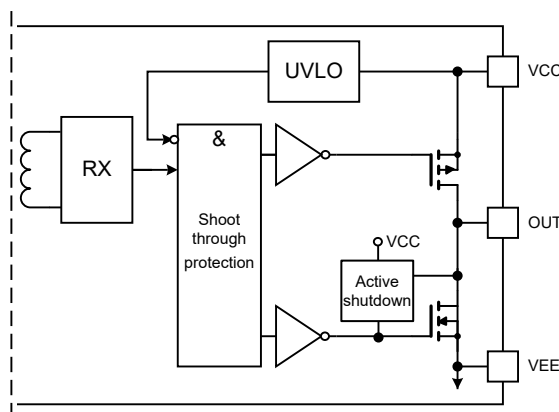 UVLO
VCC
RX
&
Shoot
through
protection
VCC
OUT
Active
shutdown
VEE